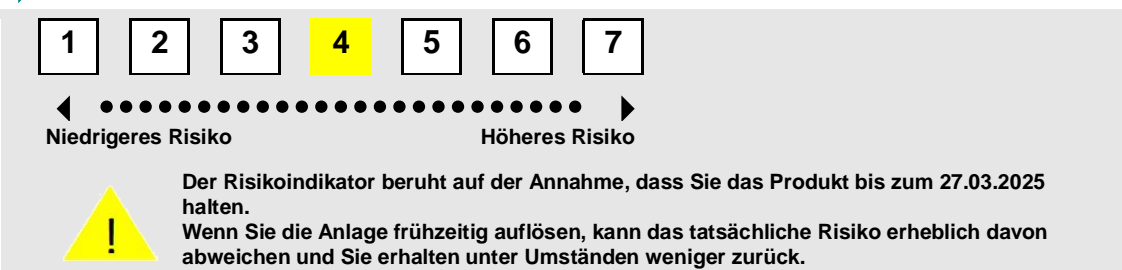 1 2 3 4 5 6 7
Niedrigeres Risiko Höheres Risiko
Der Risikoindikator beruht auf der Annahme, dass Sie das Produkt bis zum 27.03.2025
halten.
Wenn Sie die Anlage frühzeitig auflösen, kann das tatsächliche Risiko erheblich davon
abweichen und Sie erhalten unter Umständen weniger zurück.
!